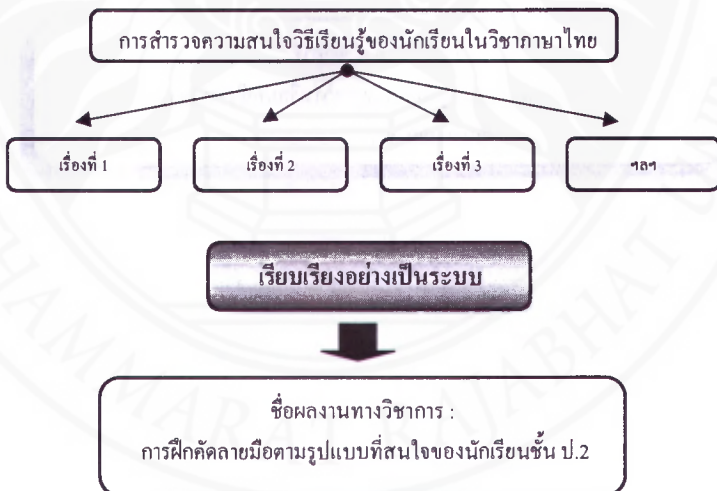 การสำรวจความสนใจวิธีเรียนรู้ของนักเรียนในวิชาภาษาไทย
เรื่องที่ 1
เรื่องที่ 2
เรื่องที่ 3
ฯลฯ
เรียบเรียงอย่างเป็นระบบ
ชื่อผลงานทางวิชาการ :
การฝึกคัดลายมือตามรูปแบบที่สนใจของนักเรียนชั้น ป.2